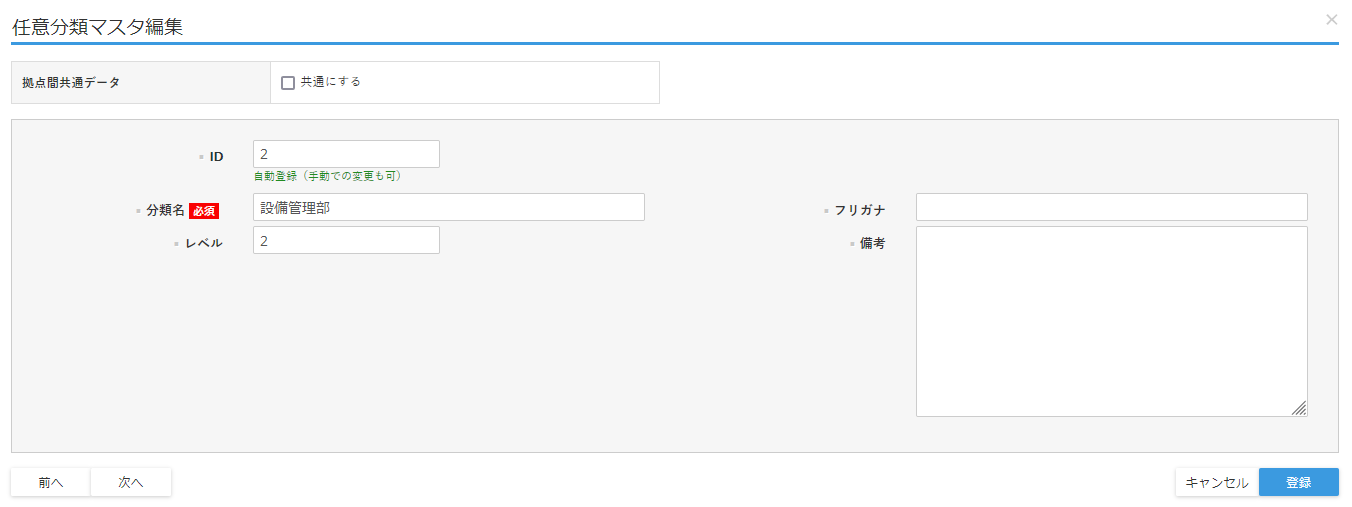 任意分類マスタ編集
×
拠点間共通データ
共通にする
ID
2
自動登録（手動での変更も可）
分類名 必須
設備管理部
フリガナ
レベル
2
備考
前へ
次へ
キャンセル
登録